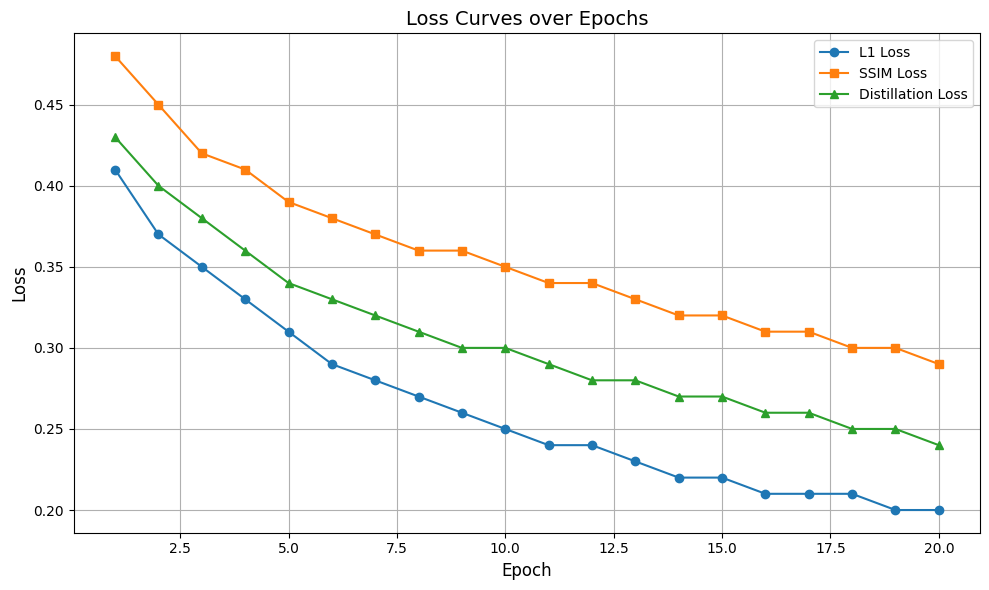 Loss Curves over Epochs
L1 Loss
SSIM Loss
Distillation Loss
Loss
0.45
0.40
0.35
0.30
0.25
0.20
2.5 5.0 7.5 10.0 12.5 15.0 17.5 20.0
Epoch